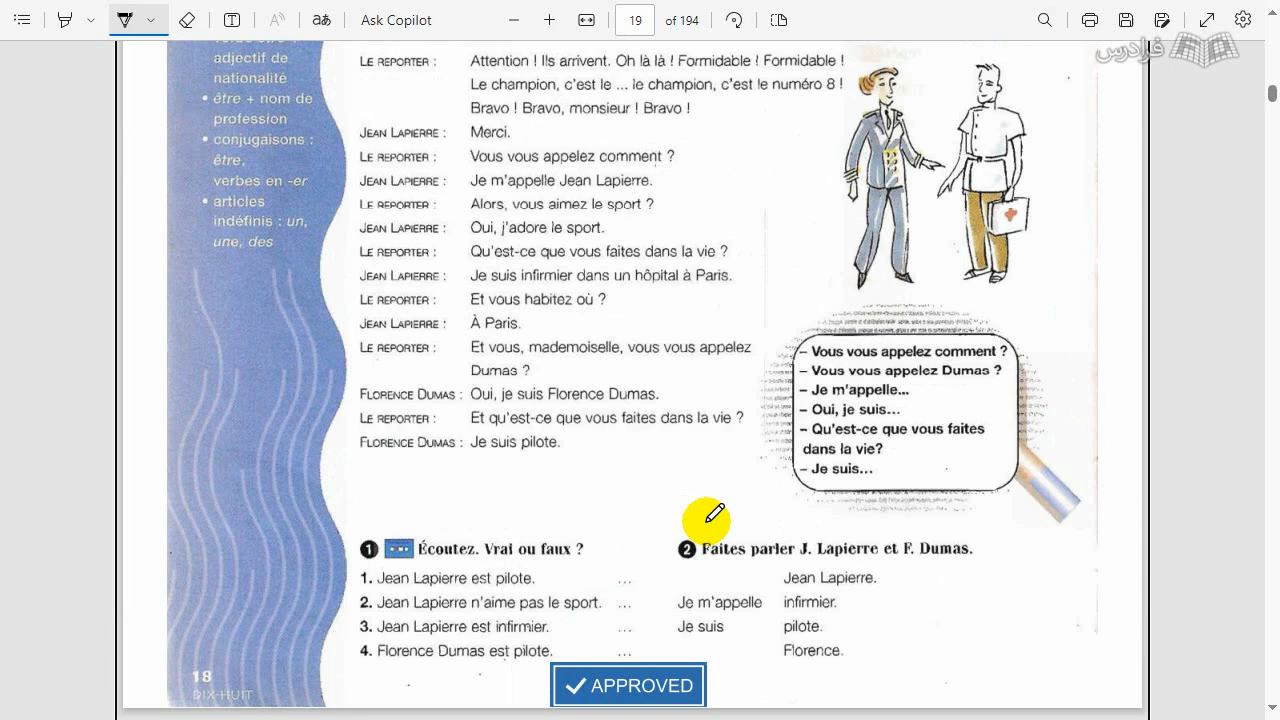 Ask Copilot
19
of 194
فرادرس
adjectif de
nationalité
• être + nom de
profession
• conjugaisons :
être,
verbes en -er
• articles
indéfinis : un,
une, des
LE REPORTER : Attention ! Ils arrivent. Oh là là ! Formidable ! Formidable !
Le champion, c'est le ... le champion, c'est le numéro 8 !
Bravo ! Bravo, monsieur ! Bravo !
JEAN LAPIERRE : Merci.
LE REPORTER : Vous vous appelez comment ?
JEAN LAPIERRE : Je m'appelle Jean Lapierre.
LE REPORTER : Alors, vous aimez le sport ?
JEAN LAPIERRE : Oui, j'adore le sport.
LE REPORTER : Qu'est-ce que vous faites dans la vie ?
JEAN LAPIERRE : Je suis infirmier dans un hôpital à Paris.
LE REPORTER : Et vous habitez où ?
JEAN LAPIERRE : À Paris.
LE REPORTER : Et vous, mademoiselle, vous vous appelez
Dumas ?
FLORENCE DUMAS : Oui, je suis Florence Dumas.
LE REPORTER : Et qu'est-ce que vous faites dans la vie ?
FLORENCE DUMAS : Je suis pilote.
– Vous vous appelez comment ?
– Vous vous appelez Dumas ?
– Je m'appelle...
– Oui, je suis...
– Qu'est-ce que vous faites
dans la vie?
– Je suis...
1 Écoutez. Vrai ou faux ?
1. Jean Lapierre est pilote. ...
2. Jean Lapierre n'aime pas le sport. ...
3. Jean Lapierre est infirmier. ...
4. Florence Dumas est pilote. ...
2 Faites parler J. Lapierre et F. Dumas.
Jean Lapierre.
Je m'appelle infirmier.
Je suis pilote.
Florence.
18
DIX-HUIT
APPROVED